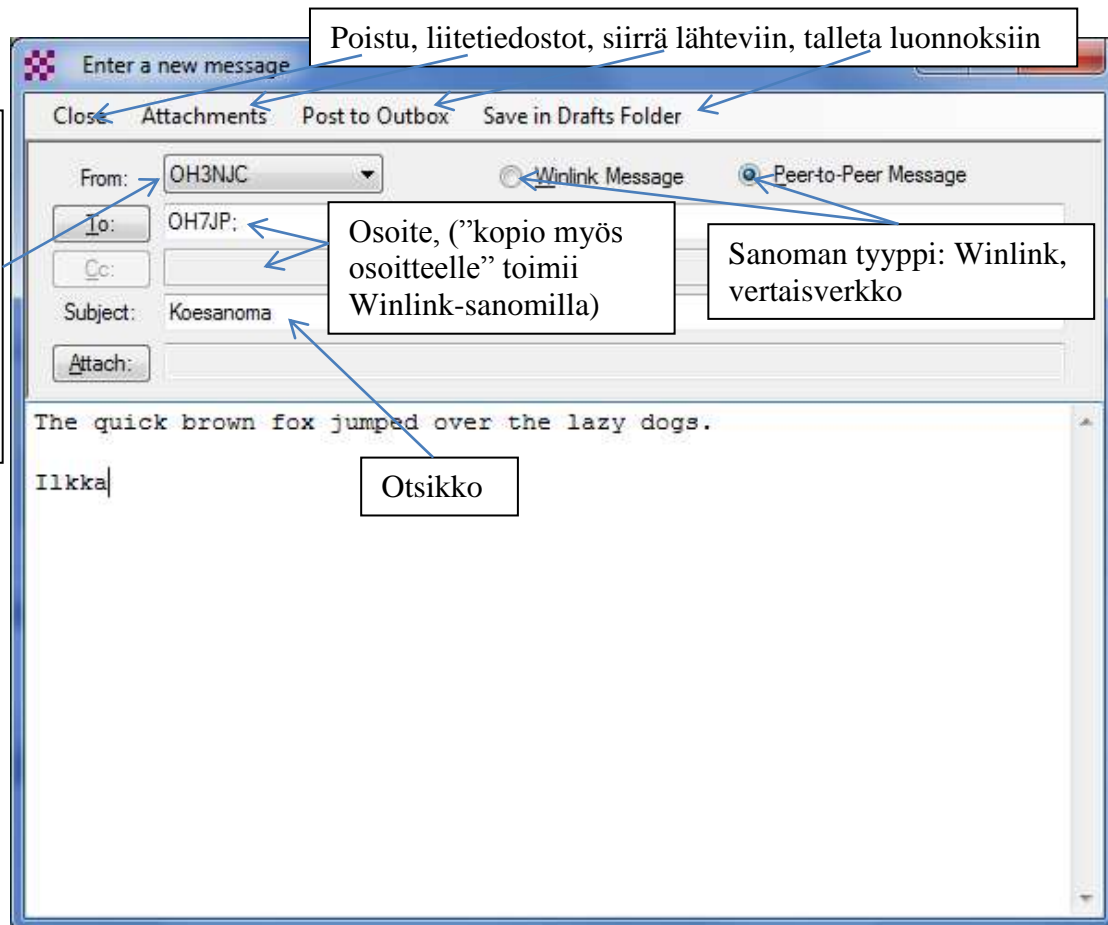 Poistu, liitetiedostot, siirrä lähteviin, talleta luonnoksiin
Enter a new message
Close Attachments Post to Outbox Save in Drafts Folder
From: OH3NJC Winlink Message Peer-to-Peer Message
To: OH7JP;
Osoite, (”kopio myös
osoitteelle” toimii
Winlink-sanomilla)
Sanoman tyyppi: Winlink,
vertaisverkko
Cc:
Subject: Koesanoma
Attach:
The quick brown fox jumped over the lazy dogs.
Ilkka
Otsikko